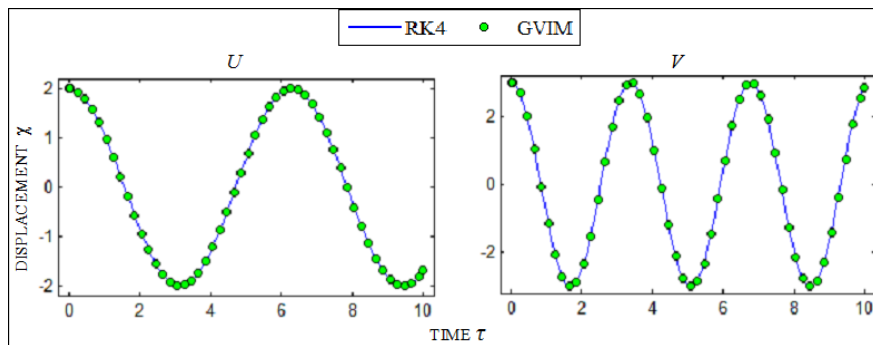 RK4 GVIM
U
V
DISPLACEMENT χ
2
1
0
-1
-2
0 2 4 6 8 10
2
0
-2
0 2 4 6 8 10
TIME τ